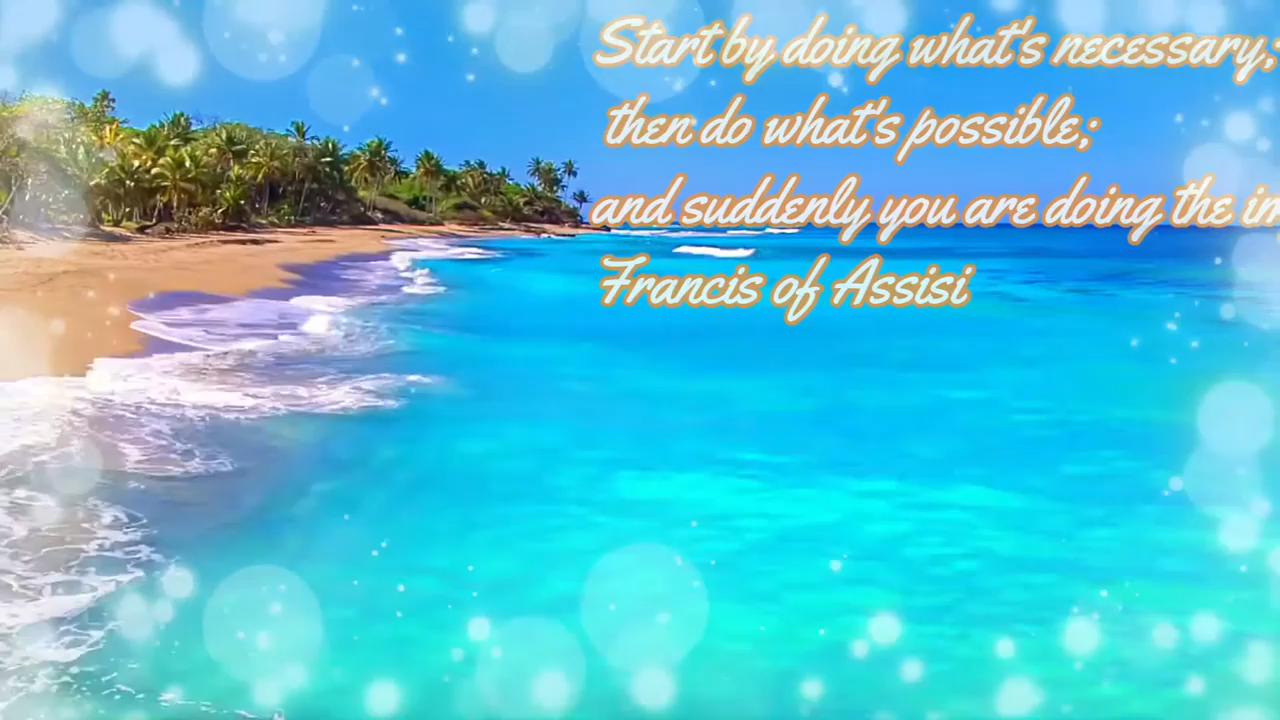 Start by doing what's necessary;
then do what's possible;
and suddenly you are doing the
Francis of Assisi